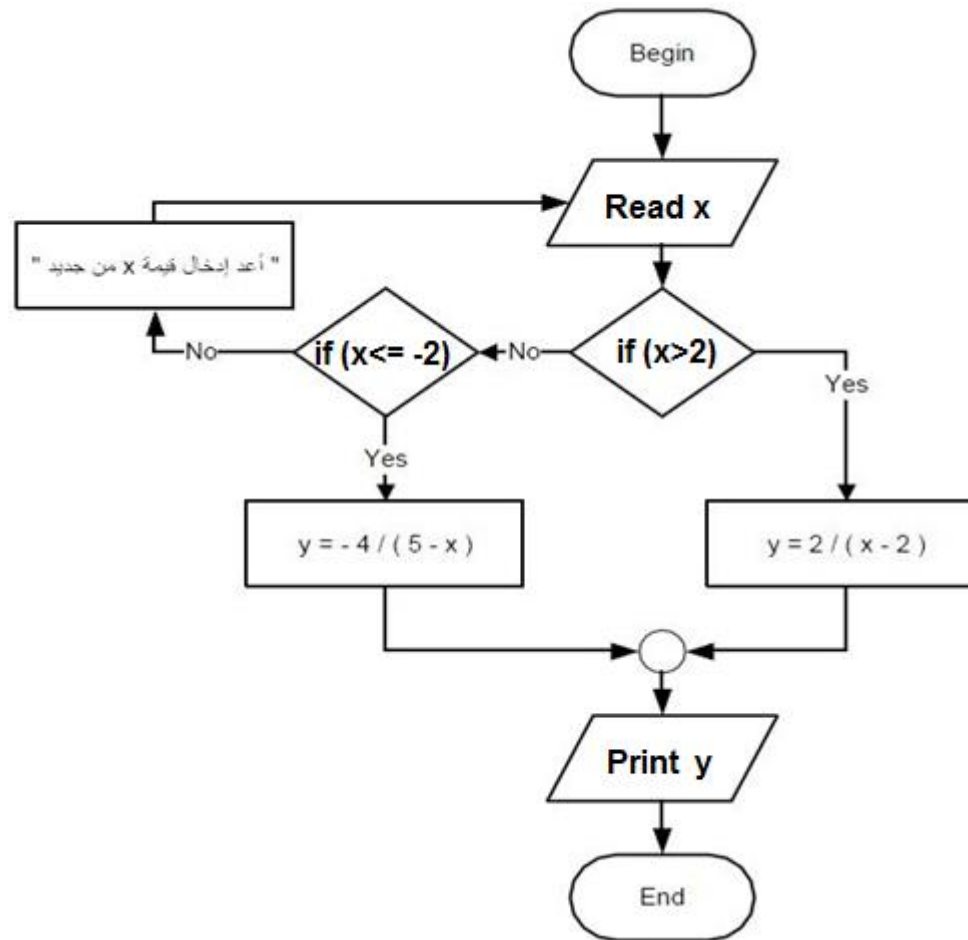 Begin
Read x
" أعد إدخال قيمة x من جديد "
if (x<= -2)
if (x>2)
No
No
Yes
Yes
y = - 4 / ( 5 - x )
y = 2 / ( x - 2 )
Print y
End